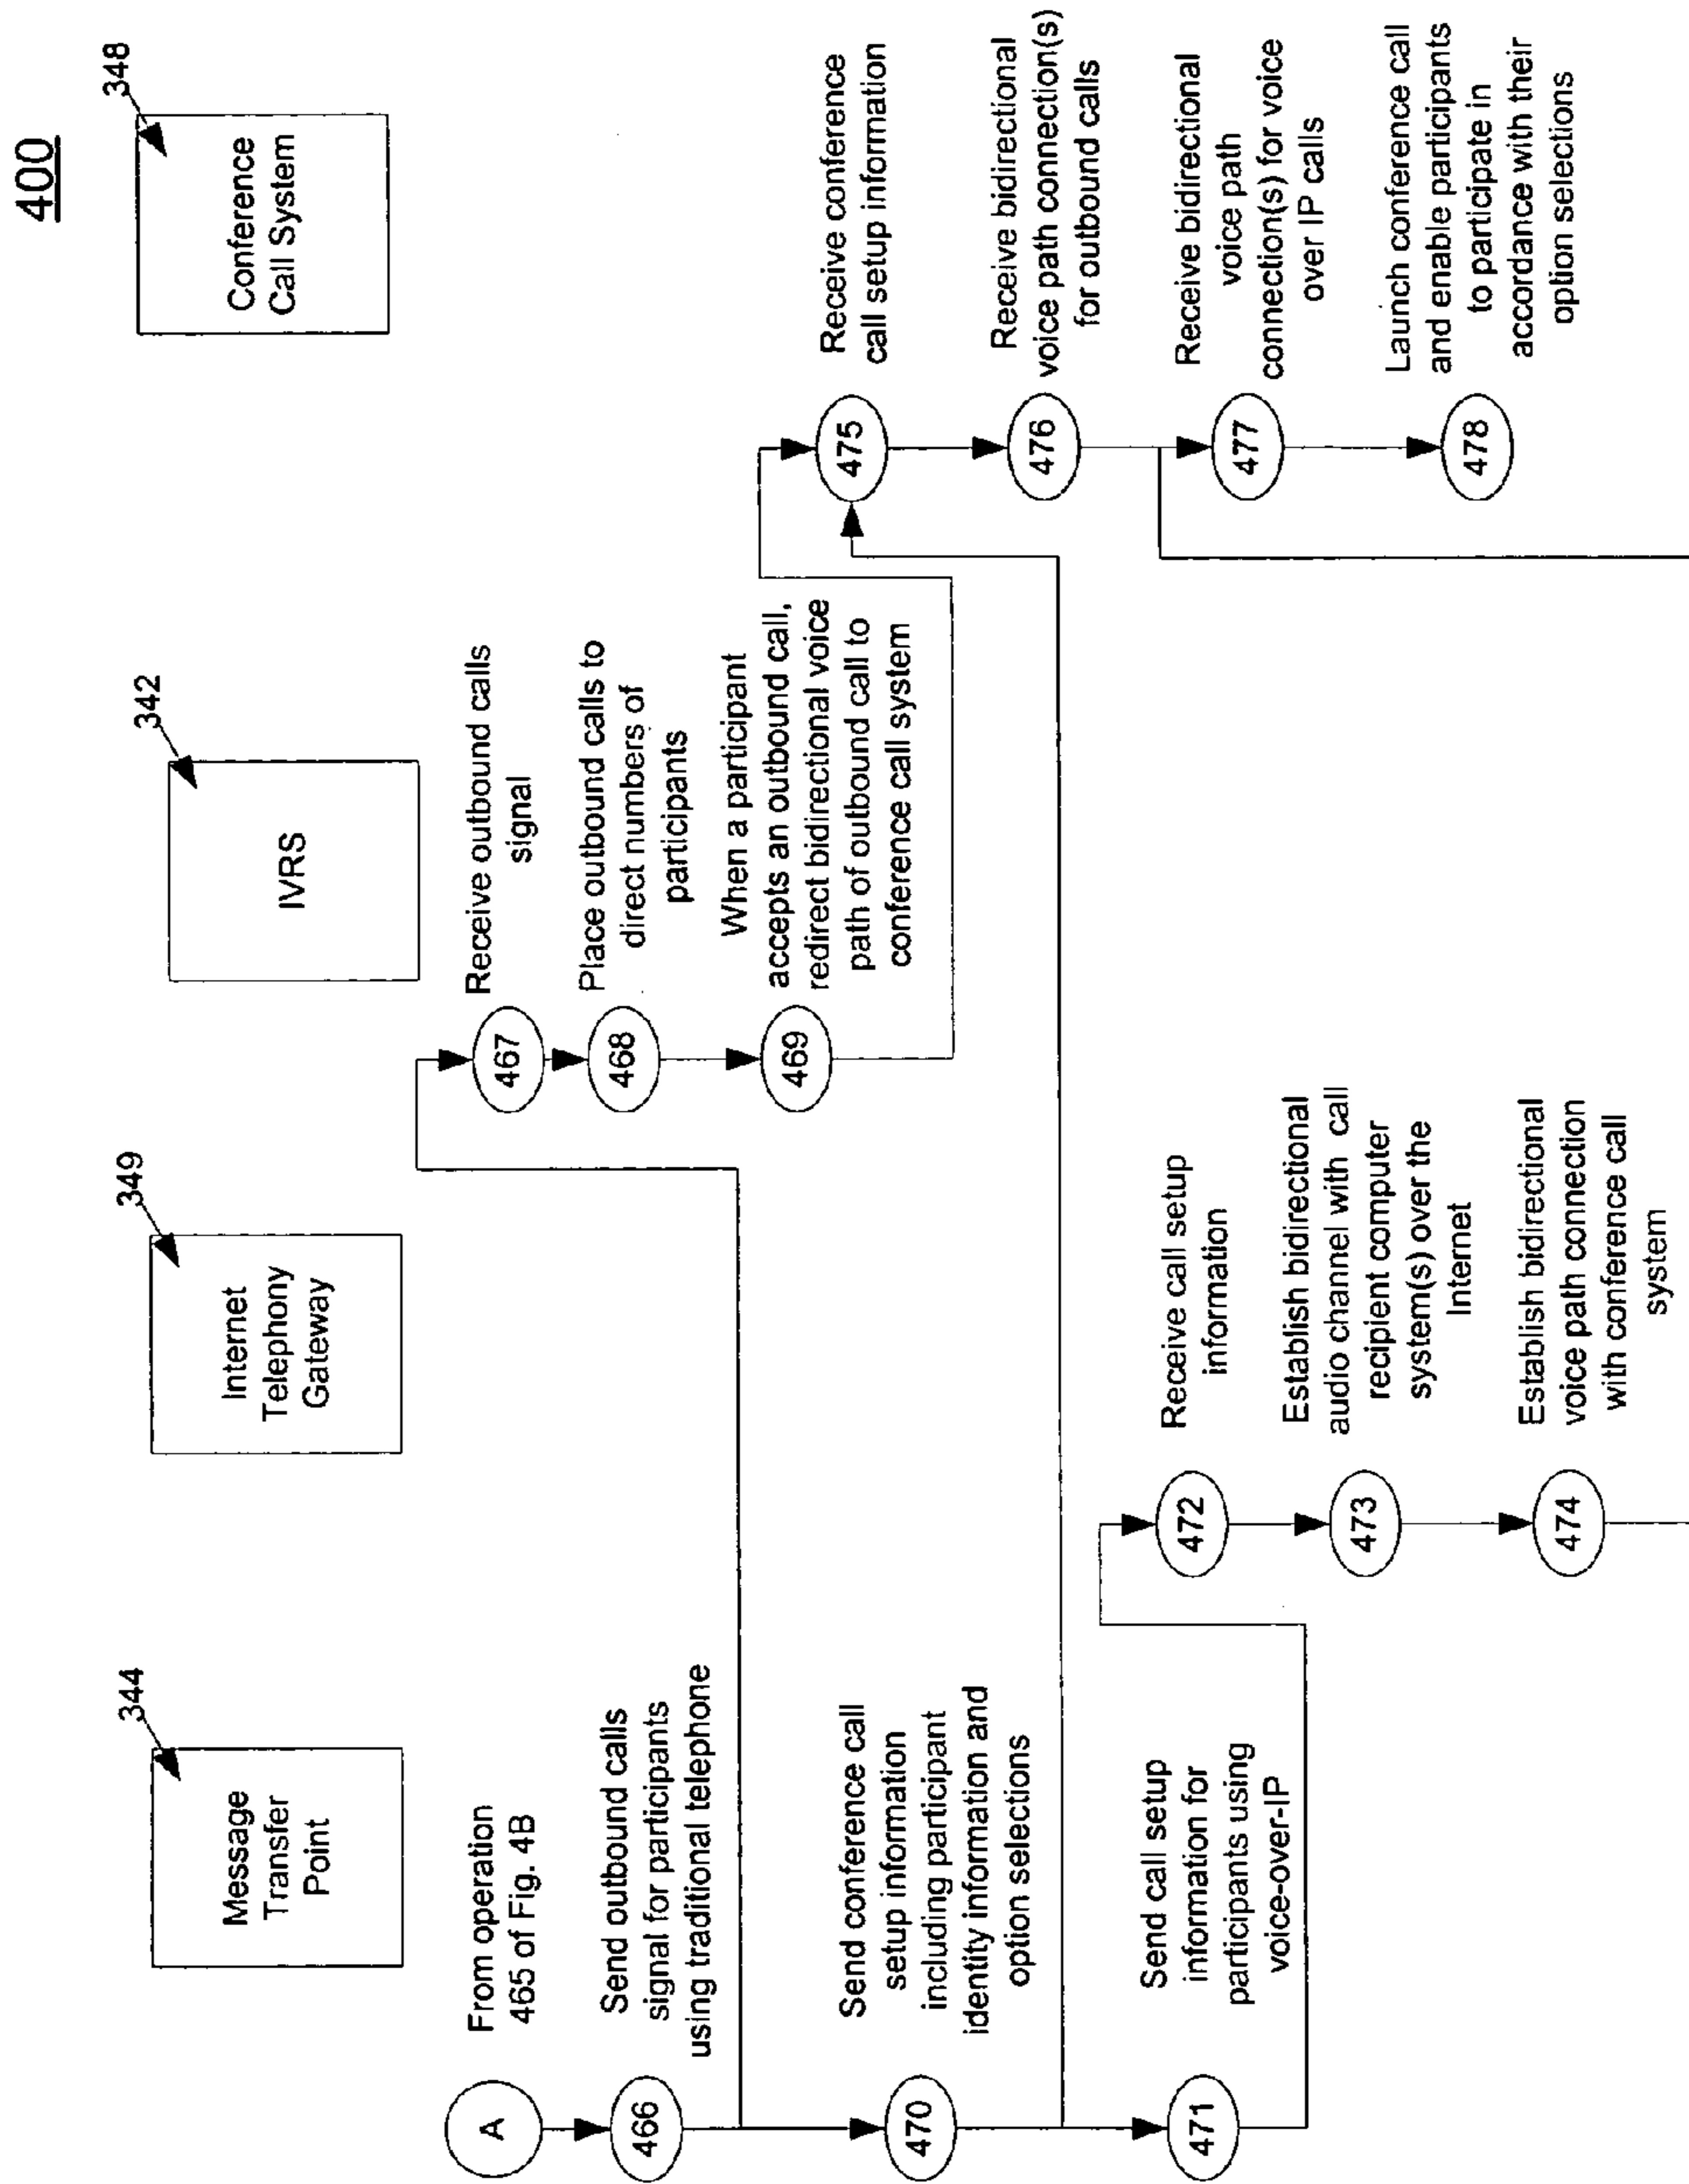 400
344
Message
Transfer
Point
349
Internet
Telephony
Gateway
342
IVRS
348
Conference
Call System
A
From operation
465 of Fig. 4B
466
Send outbound calls
signal for participants
using traditional telephone
467
Receive outbound calls
signal
468
Place outbound calls to
direct numbers of
participants
469
When a participant
accepts an outbound call,
redirect bidirectional voice
path of outbound call to
conference call system
470
Send conference call
setup information
including participant
identity information and
option selections
475
Receive conference
call setup information
476
Receive bidirectional
voice path connection(s)
for outbound calls
471
Send call setup
information for
participants using
voice-over-IP
472
Receive call setup
information
473
Establish bidirectional
audio channel with call
recipient computer
system(s) over the
Internet
474
Establish bidirectional
voice path connection
with conference call
system
477
Receive bidirectional
voice path
connection(s) for voice
over IP calls
478
Launch conference call
and enable participants
to participate in
accordance with their
option selections